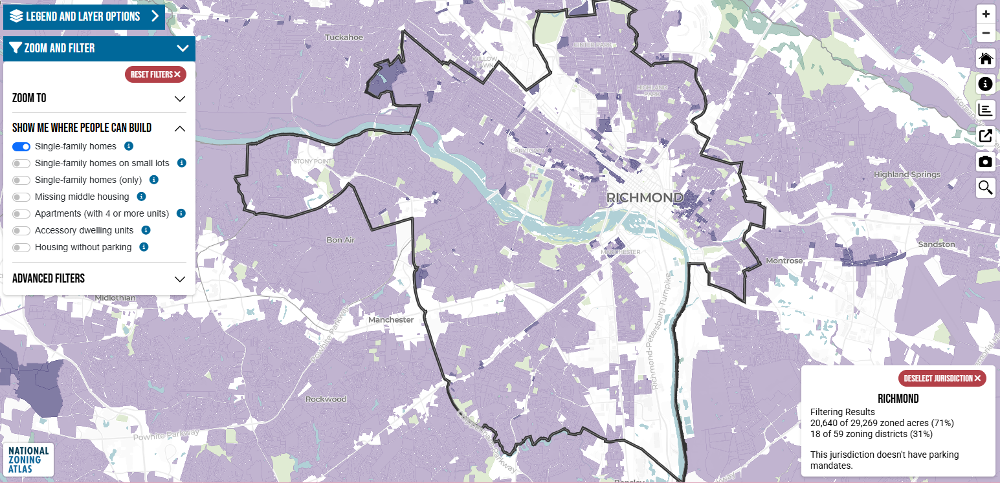 LEGEND AND LAYER OPTIONS
ZOOM AND FILTER
RESET FILTERS
ZOOM TO
SHOW ME WHERE PEOPLE CAN BUILD
Single-family homes
Single-family homes on small lots
Single-family homes (only)
Missing middle housing
Apartments (with 4 or more units)
Accessory dwelling units
Housing without parking
ADVANCED FILTERS
NATIONAL
ZONING
ATLAS
Tuckahoe
WILLOW
LAWN
GINTER PARK
HIGHLAND
PARK
STONY POINT
CARYTOWN
RICHMOND
Highland Springs
Bon Air
MANCHESTER
Montrose
Sandston
Midlothian
Manchester
Powhite Parkway
Richmond-Petersburg Turnpike
Rockwood
Powhite Parkway
Chippenham Parkway
Bensley
DESELECT JURISDICTION
RICHMOND
Filtering Results
20,640 of 29,269 zoned acres (71%)
18 of 59 zoning districts (31%)
This jurisdiction doesn't have parking
mandates.